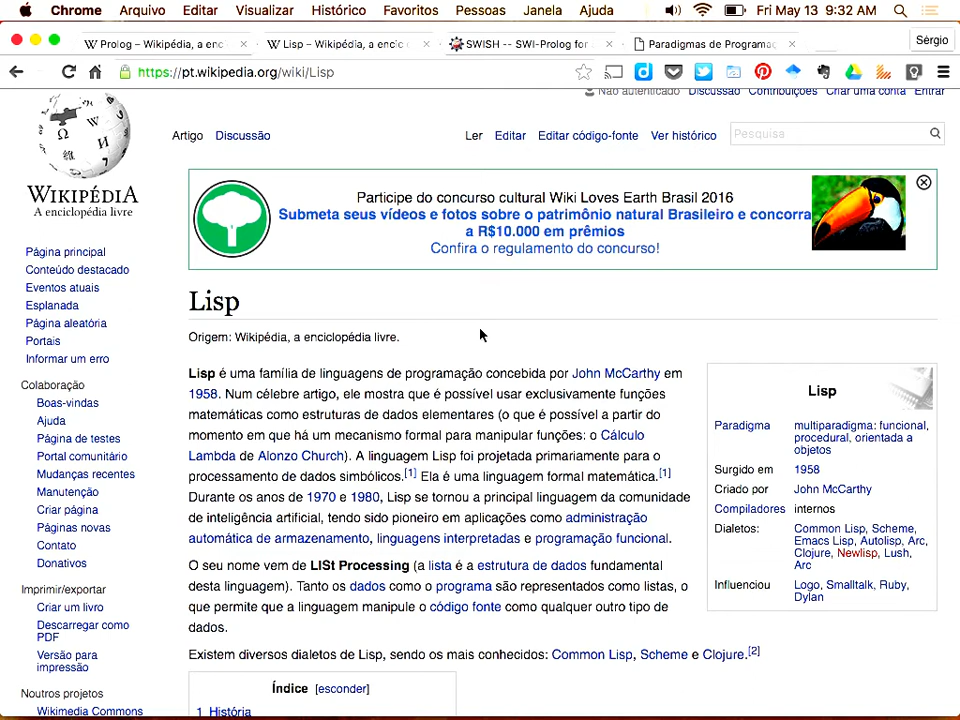 Chrome Arquivo Editar Visualizar Histórico Favoritos Pessoas Janela Ajuda Fri May 13 9:32 AM
Prolog – Wikipédia, a enc × Lisp – Wikipédia, a encic × SWISH -- SWI-Prolog for × Paradigmas de Programaç × Sérgio
https://pt.wikipedia.org/wiki/Lisp
Não autenticado Discussão Contribuições Criar uma conta Entrar
Artigo Discussão Ler Editar Editar código-fonte Ver histórico Pesquisa
WIKIPÉDIA
A enciclopédia livre
Participe do concurso cultural Wiki Loves Earth Brasil 2016
Submeta seus vídeos e fotos sobre o patrimônio natural Brasileiro e concorra
a R$10.000 em prêmios
Confira o regulamento do concurso!
Página principal
Conteúdo destacado
Eventos atuais
Esplanada
Página aleatória
Portais
Informar um erro
Colaboração
Boas-vindas
Ajuda
Página de testes
Portal comunitário
Mudanças recentes
Manutenção
Criar página
Páginas novas
Contato
Donativos
Imprimir/exportar
Criar um livro
Descarregar como
PDF
Versão para
impressão
Noutros projetos
Wikimedia Commons
Lisp
Origem: Wikipédia, a enciclopédia livre.
Lisp é uma família de linguagens de programação concebida por John McCarthy em
1958. Num célebre artigo, ele mostra que é possível usar exclusivamente funções
matemáticas como estruturas de dados elementares (o que é possível a partir do
momento em que há um mecanismo formal para manipular funções: o Cálculo
Lambda de Alonzo Church). A linguagem Lisp foi projetada primariamente para o
processamento de dados simbólicos.[1] Ela é uma linguagem formal matemática.[1]
Durante os anos de 1970 e 1980, Lisp se tornou a principal linguagem da comunidade
de inteligência artificial, tendo sido pioneiro em aplicações como administração
automática de armazenamento, linguagens interpretadas e programação funcional.
O seu nome vem de LISt Processing (a lista é a estrutura de dados fundamental
desta linguagem). Tanto os dados como o programa são representados como listas, o
que permite que a linguagem manipule o código fonte como qualquer outro tipo de
dados.
Existem diversos dialetos de Lisp, sendo os mais conhecidos: Common Lisp, Scheme e Clojure.[2]
Índice [esconder]
1 História
Lisp
Paradigma multiparadigma: funcional,
procedural, orientada a
objetos
Surgido em 1958
Criado por John McCarthy
Compiladores internos
Dialetos: Common Lisp, Scheme,
Emacs Lisp, Autolisp, Arc,
Clojure, Newlisp, Lush,
Arc
Influenciou Logo, Smalltalk, Ruby,
Dylan